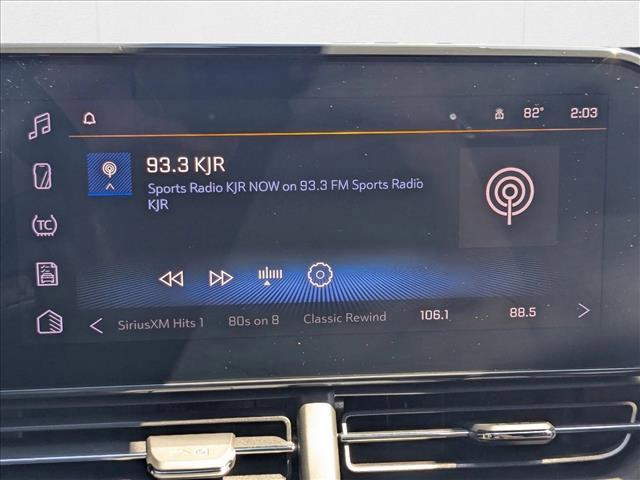 82° 2:03
93.3 KJR
Sports Radio KJR NOW on 93.3 FM Sports Radio
KJR
TC
SiriusXM Hits 1 80s on 8 Classic Rewind 106.1 88.5